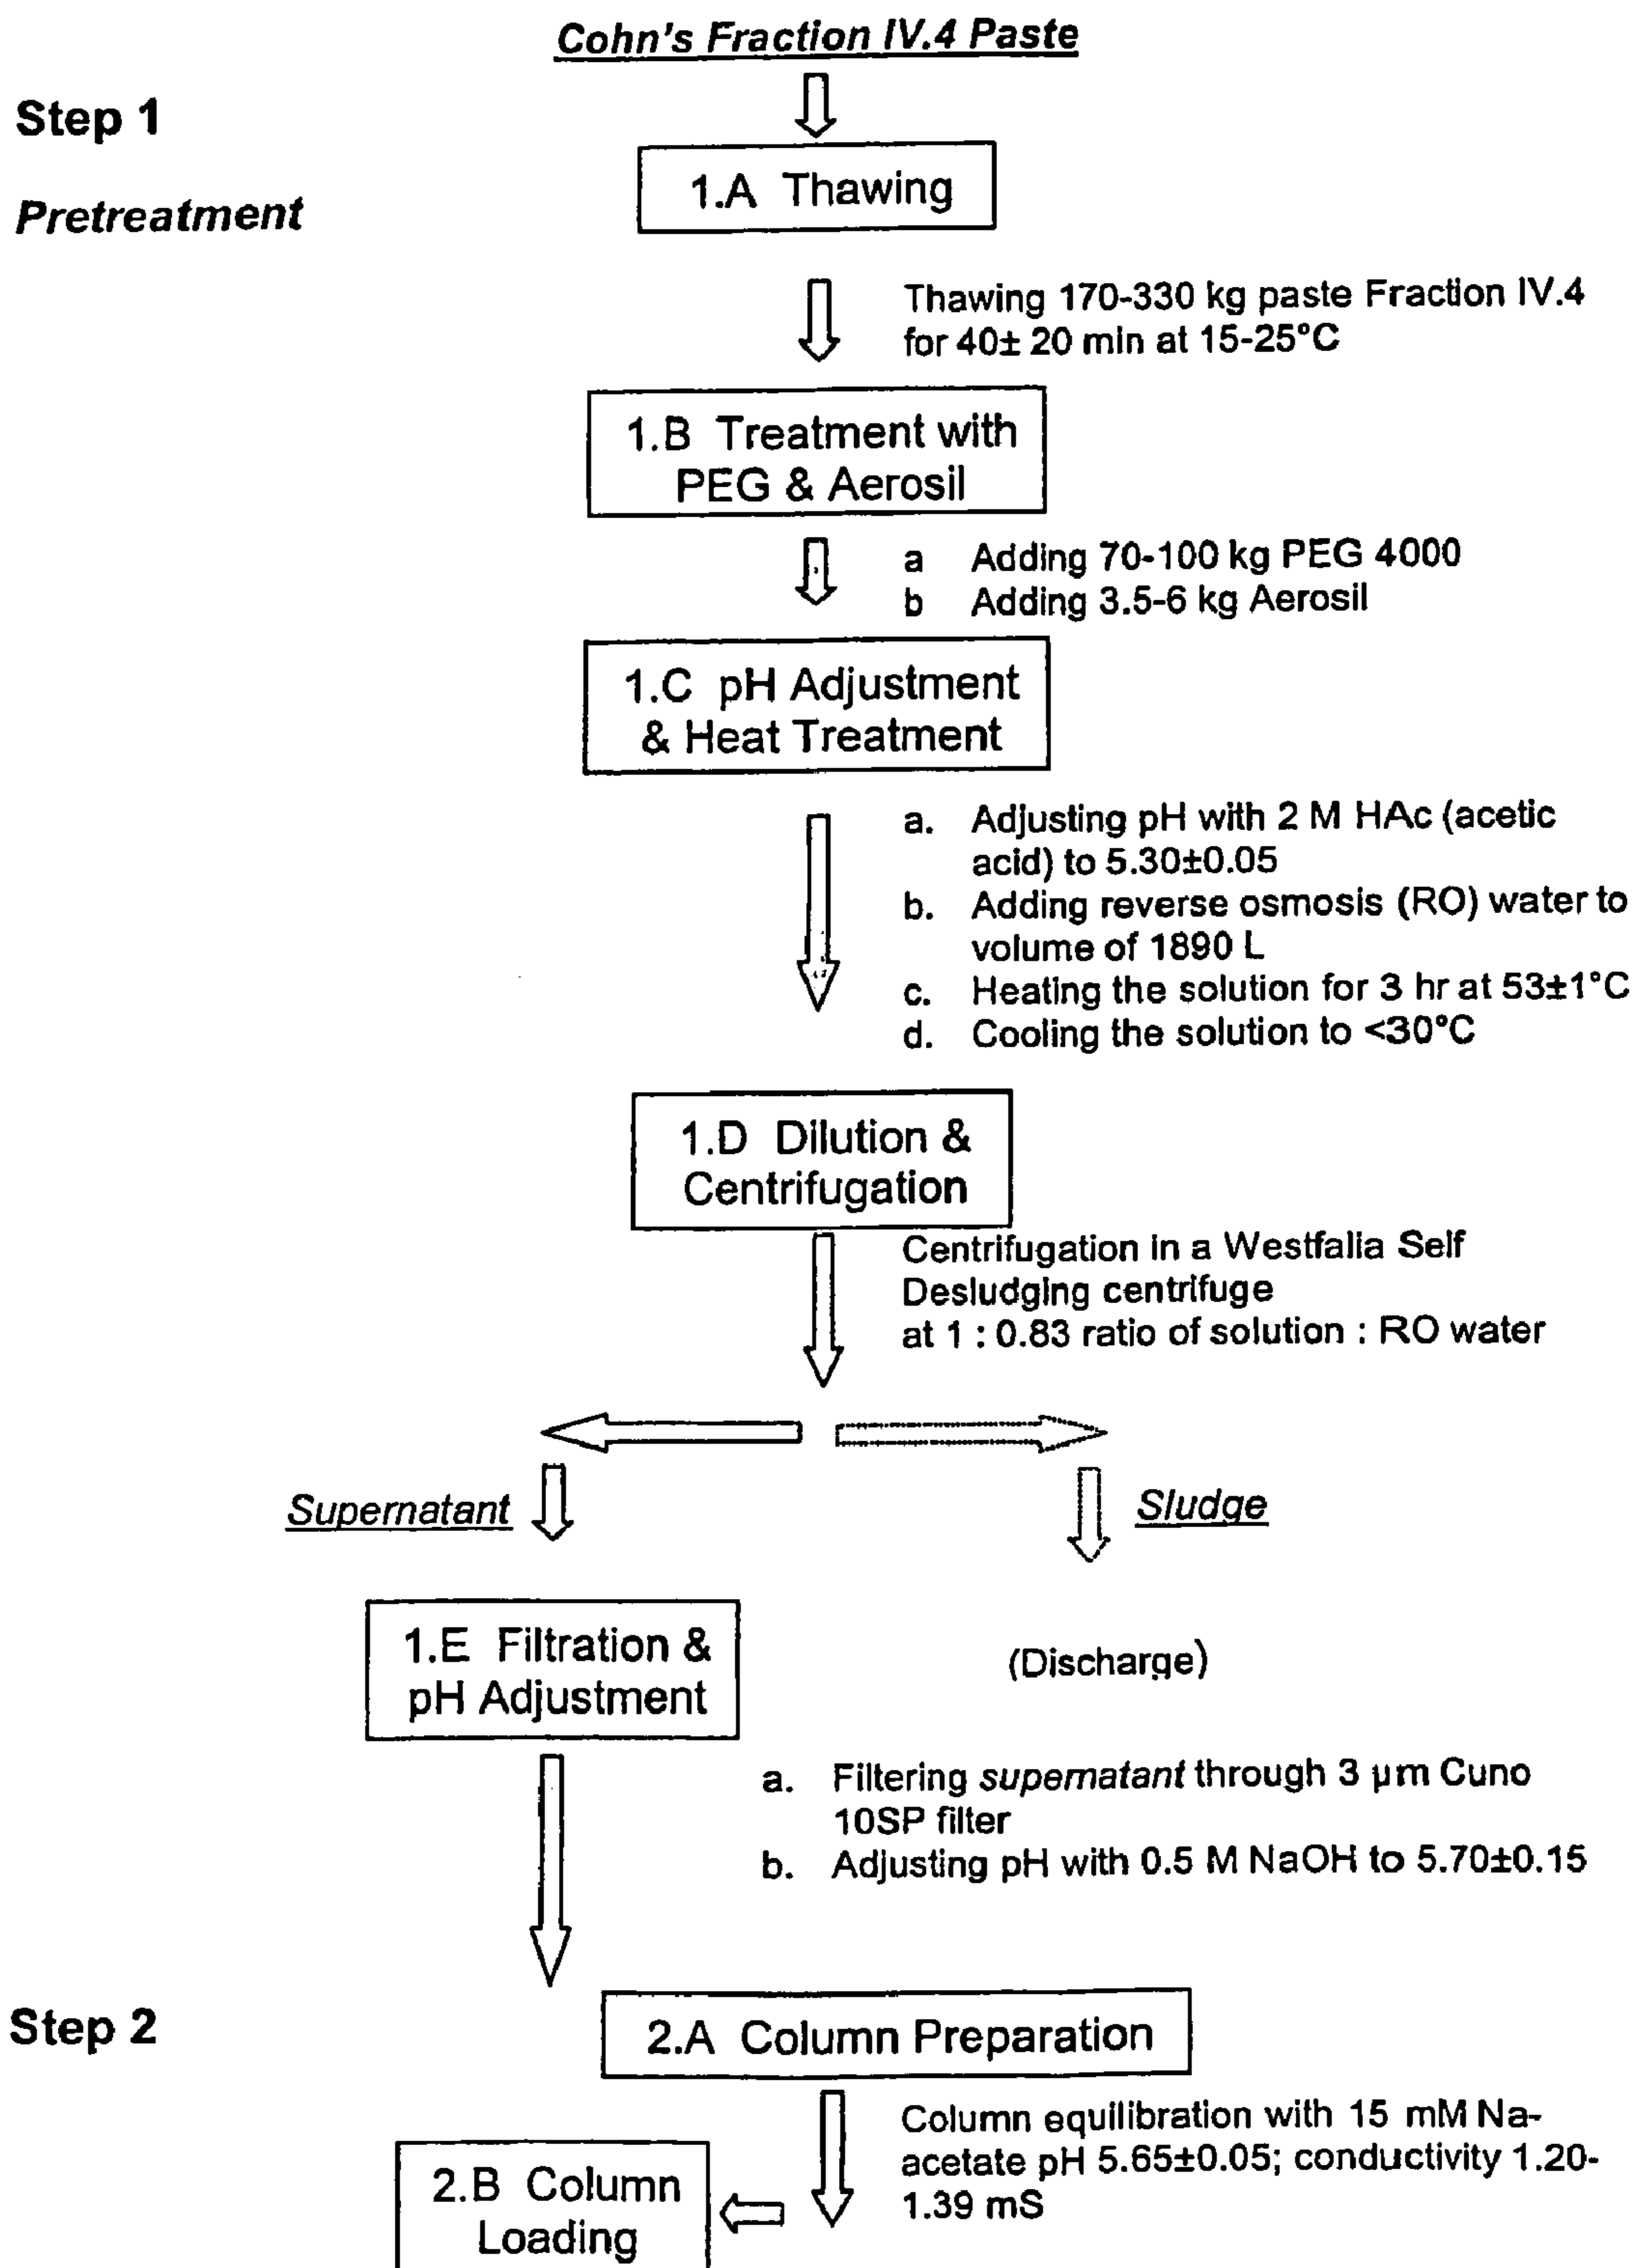 Cohn's Fraction IV.4 Paste
Step 1
Pretreatment
1.A Thawing
Thawing 170-330 kg paste Fraction IV.4
for 40± 20 min at 15-25°C
1.B Treatment with
PEG & Aerosil
a Adding 70-100 kg PEG 4000
b Adding 3.5-6 kg Aerosil
1.C pH Adjustment
& Heat Treatment
a. Adjusting pH with 2 M HAc (acetic
acid) to 5.30±0.05
b. Adding reverse osmosis (RO) water to
volume of 1890 L
c. Heating the solution for 3 hr at 53±1°C
d. Cooling the solution to <30°C
1.D Dilution &
Centrifugation
Centrifugation in a Westfalia Self
Desludging centrifuge
at 1 : 0.83 ratio of solution : RO water
Supernatant
Sludge
1.E Filtration &
pH Adjustment
(Discharge)
a. Filtering supernatant through 3 µm Cuno
10SP filter
b. Adjusting pH with 0.5 M NaOH to 5.70±0.15
Step 2
2.A Column Preparation
Column equilibration with 15 mM Na-
acetate pH 5.65±0.05; conductivity 1.20-
1.39 mS
2.B Column
Loading